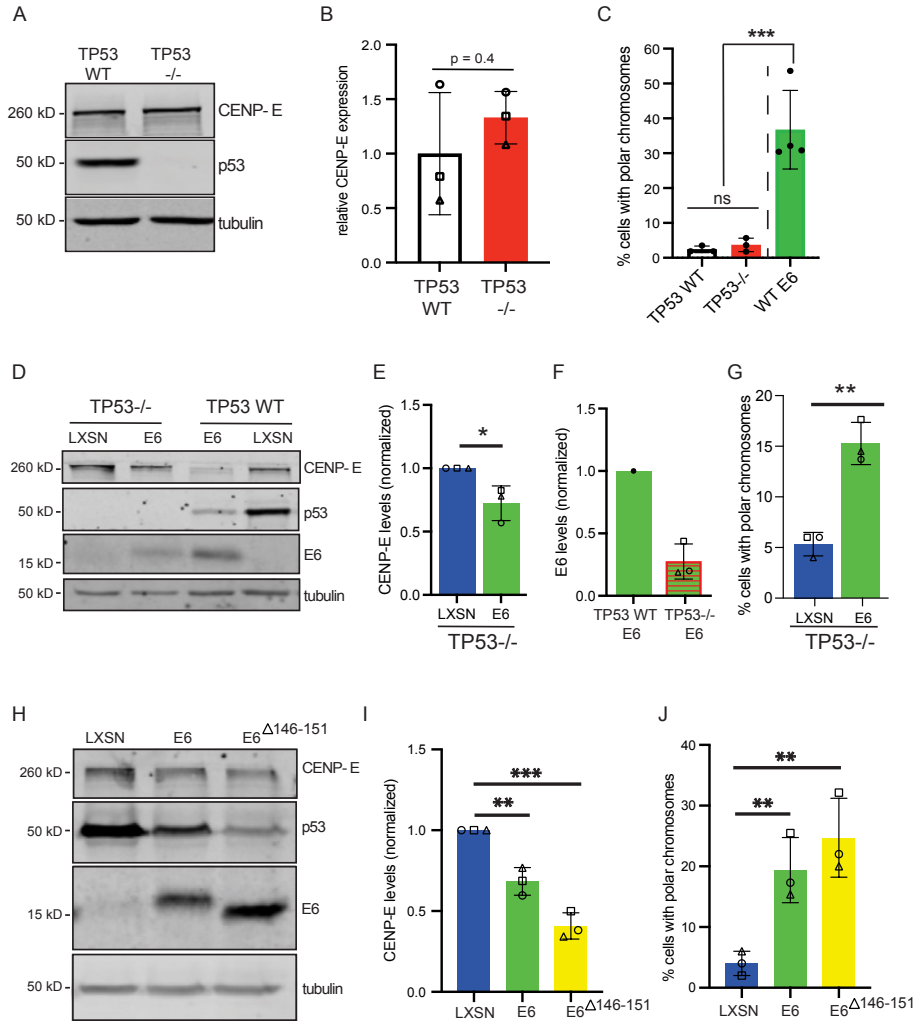 A
TP53 WT
TP53 -/-
260 kD
CENP-E
50 kD
p53
50 kD
tubulin
B
relative CENP-E expression
2.0
1.5
1.0
0.5
0.0
p = 0.4
TP53 WT
TP53 -/-
C
% cells with polar chromosomes
60
50
40
30
20
10
0
ns
***
TP53 WT
TP53-/-
WT E6
D
TP53-/-
TP53 WT
LXSN
E6
E6
LXSN
260 kD
CENP-E
50 kD
p53
15 kD
E6
50 kD
tubulin
E
CENP-E levels (normalized)
1.5
1.0
0.5
0.0
*
LXSN
E6
TP53-/-
F
E6 levels (normalized)
1.5
1.0
0.5
0.0
TP53 WT E6
TP53-/- E6
G
% cells with polar chromosomes
20
15
10
5
0
**
LXSN
E6
TP53-/-
H
LXSN
E6
E6 Δ146-151
260 kD
CENP-E
50 kD
p53
15 kD
E6
50 kD
tubulin
I
CENP-E levels (normalized)
1.5
1.0
0.5
0.0
***
**
LXSN
E6
E6 Δ146-151
J
% cells with polar chromosomes
40
30
20
10
0
**
**
LXSN
E6
E6 Δ146-151